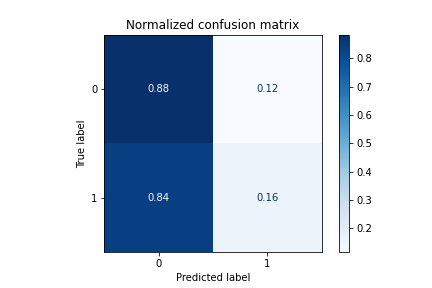 Normalized confusion matrix
0 0.88 0.12 0.8
0.7
0.6
True label 0.5
0.4
1 0.84 0.16 0.3
0.2
0 1
Predicted label